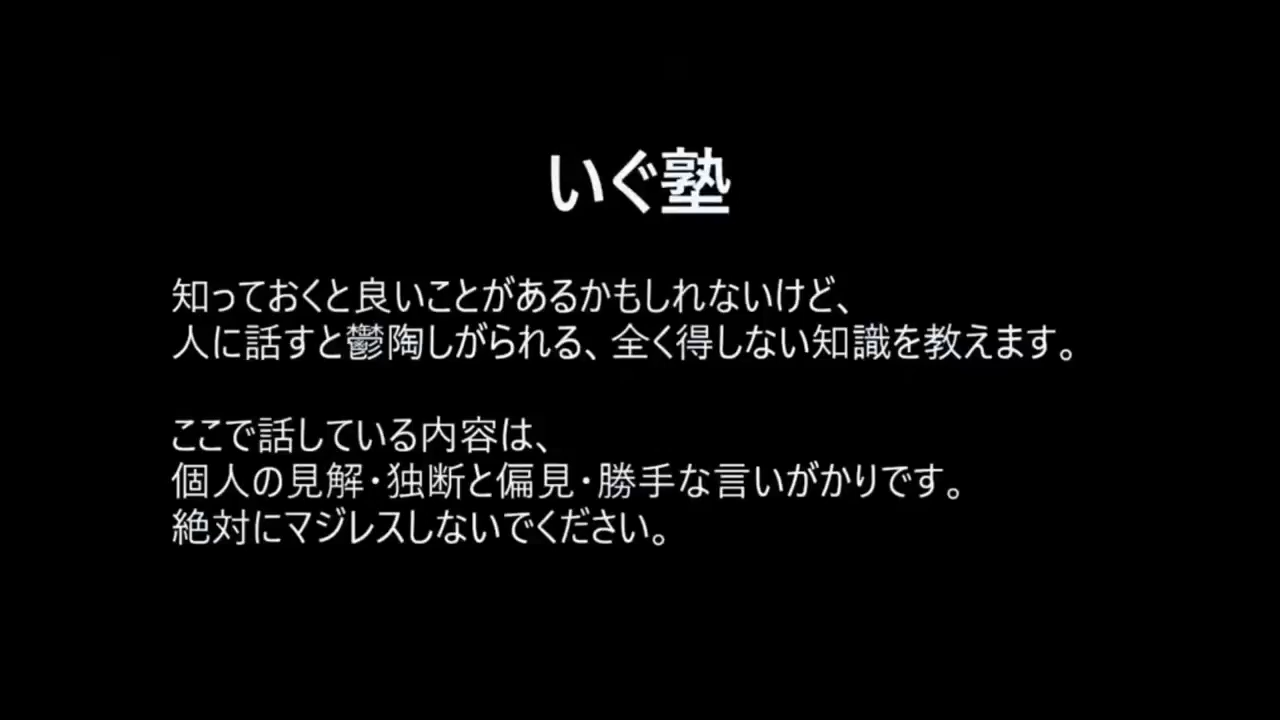 いぐ塾
知っておくと良いことがあるかもしれないけど、
人に話すと鬱陶しがられる、全く得しない知識を教えます。
ここで話している内容は、
個人の見解・独断と偏見・勝手な言いがかりです。
絶対にマジレスしないでください。